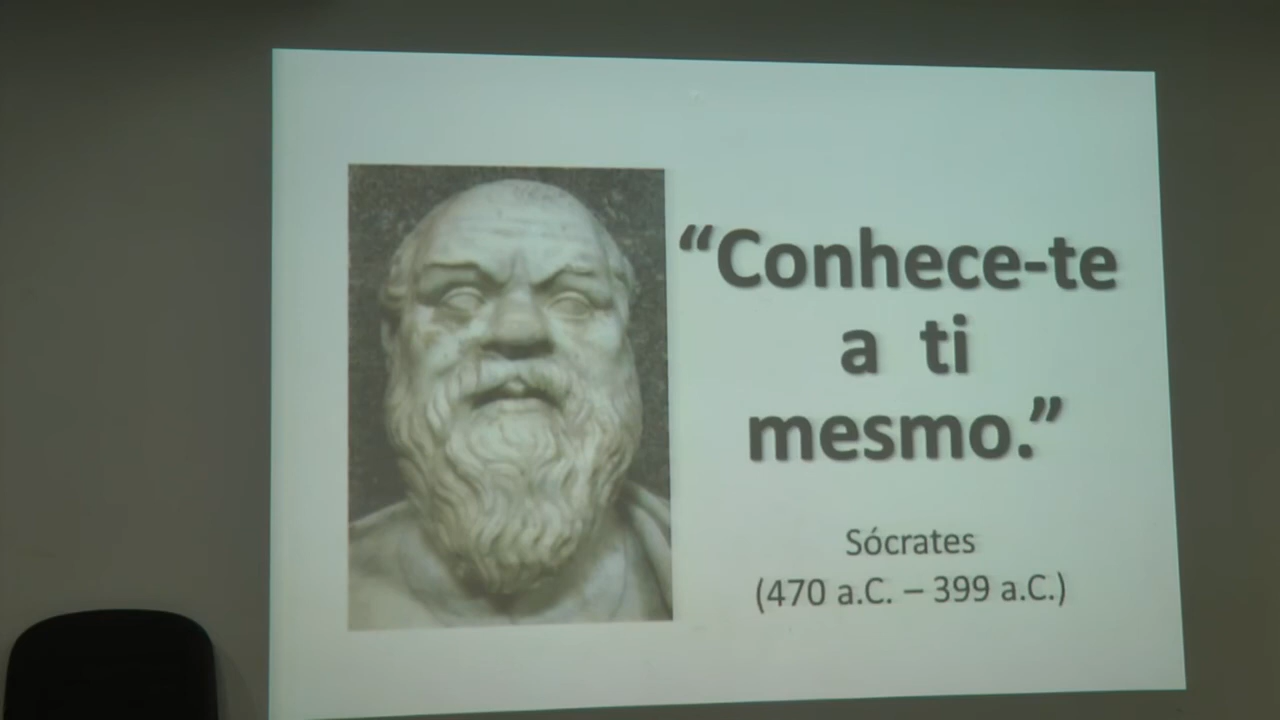 “Conhece-te
a ti
mesmo.”
Sócrates
(470 a.C. – 399 a.C.)